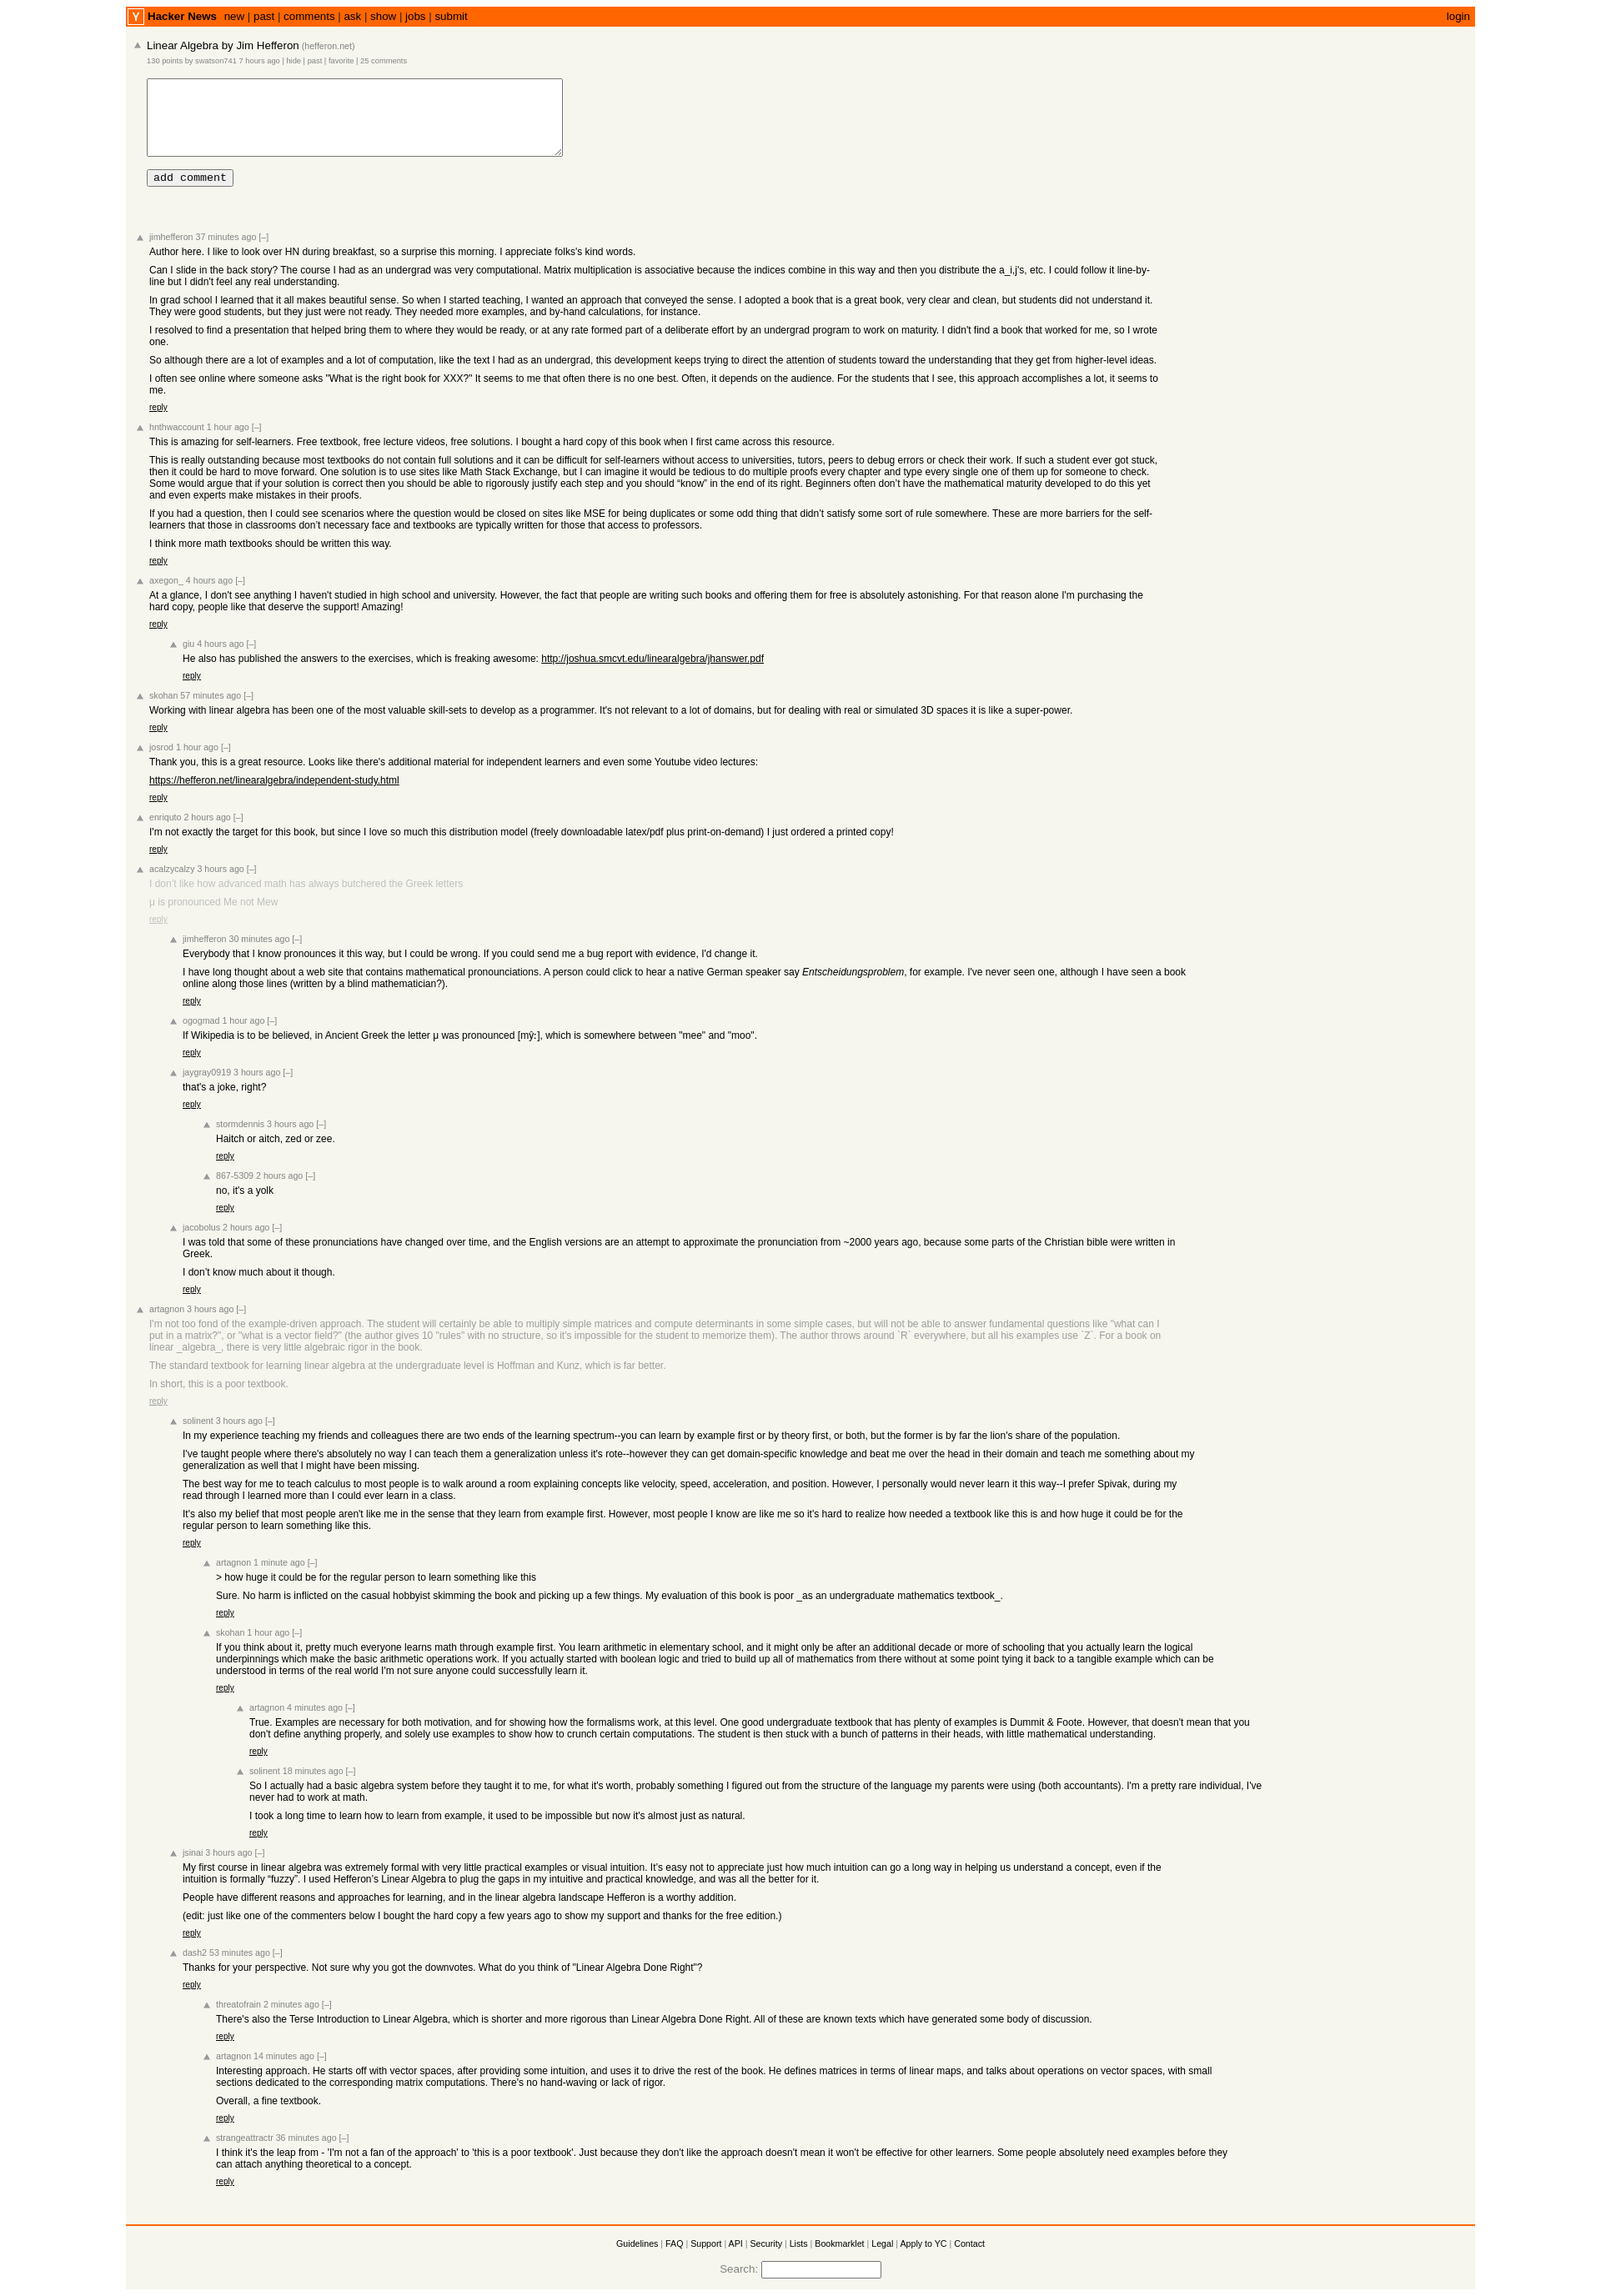 Y Hacker News new | past | comments | ask | show | jobs | submit login
Linear Algebra by Jim Hefferon (hefferon.net)
130 points by swatson741 7 hours ago | hide | past | favorite | 25 comments
add comment
jimhefferon 37 minutes ago [–]
Author here. I like to look over HN during breakfast, so a surprise this morning. I appreciate folks's kind words.
Can I slide in the back story? The course I had as an undergrad was very computational. Matrix multiplication is associative because the indices combine in this way and then you distribute the a_i,j's, etc. I could follow it line-by-
line but I didn't feel any real understanding.
In grad school I learned that it all makes beautiful sense. So when I started teaching, I wanted an approach that conveyed the sense. I adopted a book that is a great book, very clear and clean, but students did not understand it.
They were good students, but they just were not ready. They needed more examples, and by-hand calculations, for instance.
I resolved to find a presentation that helped bring them to where they would be ready, or at any rate formed part of a deliberate effort by an undergrad program to work on maturity. I didn't find a book that worked for me, so I wrote
one.
So although there are a lot of examples and a lot of computation, like the text I had as an undergrad, this development keeps trying to direct the attention of students toward the understanding that they get from higher-level ideas.
I often see online where someone asks "What is the right book for XXX?" It seems to me that often there is no one best. Often, it depends on the audience. For the students that I see, this approach accomplishes a lot, it seems to
me.
reply
hnthwaccount 1 hour ago [–]
This is amazing for self-learners. Free textbook, free lecture videos, free solutions. I bought a hard copy of this book when I first came across this resource.
This is really outstanding because most textbooks do not contain full solutions and it can be difficult for self-learners without access to universities, tutors, peers to debug errors or check their work. If such a student ever got stuck,
then it could be hard to move forward. One solution is to use sites like Math Stack Exchange, but I can imagine it would be tedious to do multiple proofs every chapter and type every single one of them up for someone to check.
Some would argue that if your solution is correct then you should be able to rigorously justify each step and you should “know” in the end of its right. Beginners often don’t have the mathematical maturity developed to do this yet
and even experts make mistakes in their proofs.
If you had a question, then I could see scenarios where the question would be closed on sites like MSE for being duplicates or some odd thing that didn’t satisfy some sort of rule somewhere. These are more barriers for the self-
learners that those in classrooms don’t necessary face and textbooks are typically written for those that access to professors.
I think more math textbooks should be written this way.
reply
axegon_ 4 hours ago [–]
At a glance, I don't see anything I haven't studied in high school and university. However, the fact that people are writing such books and offering them for free is absolutely astonishing. For that reason alone I'm purchasing the
hard copy, people like that deserve the support! Amazing!
reply
giu 4 hours ago [–]
He also has published the answers to the exercises, which is freaking awesome: http://joshua.smcvt.edu/linearalgebra/jhanswer.pdf
reply
skohan 57 minutes ago [–]
Working with linear algebra has been one of the most valuable skill-sets to develop as a programmer. It's not relevant to a lot of domains, but for dealing with real or simulated 3D spaces it is like a super-power.
reply
josrod 1 hour ago [–]
Thank you, this is a great resource. Looks like there's additional material for independent learners and even some Youtube video lectures:
https://hefferon.net/linearalgebra/independent-study.html
reply
enriquto 2 hours ago [–]
I'm not exactly the target for this book, but since I love so much this distribution model (freely downloadable latex/pdf plus print-on-demand) I just ordered a printed copy!
reply
acalzycalzy 3 hours ago [–]
I don’t like how advanced math has always butchered the Greek letters
μ is pronounced Me not Mew
reply
jimhefferon 30 minutes ago [–]
Everybody that I know pronounces it this way, but I could be wrong. If you could send me a bug report with evidence, I'd change it.
I have long thought about a web site that contains mathematical pronounciations. A person could click to hear a native German speaker say Entscheidungsproblem, for example. I've never seen one, although I have seen a book
online along those lines (written by a blind mathematician?).
reply
ogogmad 1 hour ago [–]
If Wikipedia is to be believed, in Ancient Greek the letter μ was pronounced [mŷː], which is somewhere between "mee" and "moo".
reply
jaygray0919 3 hours ago [–]
that's a joke, right?
reply
stormdennis 3 hours ago [–]
Haitch or aitch, zed or zee.
reply
867-5309 2 hours ago [–]
no, it's a yolk
reply
jacobolus 2 hours ago [–]
I was told that some of these pronunciations have changed over time, and the English versions are an attempt to approximate the pronunciation from ~2000 years ago, because some parts of the Christian bible were written in
Greek.
I don’t know much about it though.
reply
artagnon 3 hours ago [–]
I'm not too fond of the example-driven approach. The student will certainly be able to multiply simple matrices and compute determinants in some simple cases, but will not be able to answer fundamental questions like "what can I
put in a matrix?", or "what is a vector field?" (the author gives 10 "rules" with no structure, so it's impossible for the student to memorize them). The author throws around `R` everywhere, but all his examples use `Z`. For a book on
linear _algebra_, there is very little algebraic rigor in the book.
The standard textbook for learning linear algebra at the undergraduate level is Hoffman and Kunz, which is far better.
In short, this is a poor textbook.
reply
solinent 3 hours ago [–]
In my experience teaching my friends and colleagues there are two ends of the learning spectrum--you can learn by example first or by theory first, or both, but the former is by far the lion's share of the population.
I've taught people where there's absolutely no way I can teach them a generalization unless it's rote--however they can get domain-specific knowledge and beat me over the head in their domain and teach me something about my
generalization as well that I might have been missing.
The best way for me to teach calculus to most people is to walk around a room explaining concepts like velocity, speed, acceleration, and position. However, I personally would never learn it this way--I prefer Spivak, during my
read through I learned more than I could ever learn in a class.
It's also my belief that most people aren't like me in the sense that they learn from example first. However, most people I know are like me so it's hard to realize how needed a textbook like this is and how huge it could be for the
regular person to learn something like this.
reply
artagnon 1 minute ago [–]
> how huge it could be for the regular person to learn something like this
Sure. No harm is inflicted on the casual hobbyist skimming the book and picking up a few things. My evaluation of this book is poor _as an undergraduate mathematics textbook_.
reply
skohan 1 hour ago [–]
If you think about it, pretty much everyone learns math through example first. You learn arithmetic in elementary school, and it might only be after an additional decade or more of schooling that you actually learn the logical
underpinnings which make the basic arithmetic operations work. If you actually started with boolean logic and tried to build up all of mathematics from there without at some point tying it back to a tangible example which can be
understood in terms of the real world I'm not sure anyone could successfully learn it.
reply
artagnon 4 minutes ago [–]
True. Examples are necessary for both motivation, and for showing how the formalisms work, at this level. One good undergraduate textbook that has plenty of examples is Dummit & Foote. However, that doesn't mean that you
don't define anything properly, and solely use examples to show how to crunch certain computations. The student is then stuck with a bunch of patterns in their heads, with little mathematical understanding.
reply
solinent 18 minutes ago [–]
So I actually had a basic algebra system before they taught it to me, for what it's worth, probably something I figured out from the structure of the language my parents were using (both accountants). I'm a pretty rare individual, I've
never had to work at math.
I took a long time to learn how to learn from example, it used to be impossible but now it's almost just as natural.
reply
jsinai 3 hours ago [–]
My first course in linear algebra was extremely formal with very little practical examples or visual intuition. It’s easy not to appreciate just how much intuition can go a long way in helping us understand a concept, even if the
intuition is formally “fuzzy”. I used Hefferon’s Linear Algebra to plug the gaps in my intuitive and practical knowledge, and was all the better for it.
People have different reasons and approaches for learning, and in the linear algebra landscape Hefferon is a worthy addition.
(edit: just like one of the commenters below I bought the hard copy a few years ago to show my support and thanks for the free edition.)
reply
dash2 53 minutes ago [–]
Thanks for your perspective. Not sure why you got the downvotes. What do you think of "Linear Algebra Done Right"?
reply
threatofrain 2 minutes ago [–]
There's also the Terse Introduction to Linear Algebra, which is shorter and more rigorous than Linear Algebra Done Right. All of these are known texts which have generated some body of discussion.
reply
artagnon 14 minutes ago [–]
Interesting approach. He starts off with vector spaces, after providing some intuition, and uses it to drive the rest of the book. He defines matrices in terms of linear maps, and talks about operations on vector spaces, with small
sections dedicated to the corresponding matrix computations. There's no hand-waving or lack of rigor.
Overall, a fine textbook.
reply
strangeattractr 36 minutes ago [–]
I think it's the leap from - 'I'm not a fan of the approach' to 'this is a poor textbook'. Just because they don't like the approach doesn't mean it won't be effective for other learners. Some people absolutely need examples before they
can attach anything theoretical to a concept.
reply
Guidelines | FAQ | Support | API | Security | Lists | Bookmarklet | Legal | Apply to YC | Contact
Search: